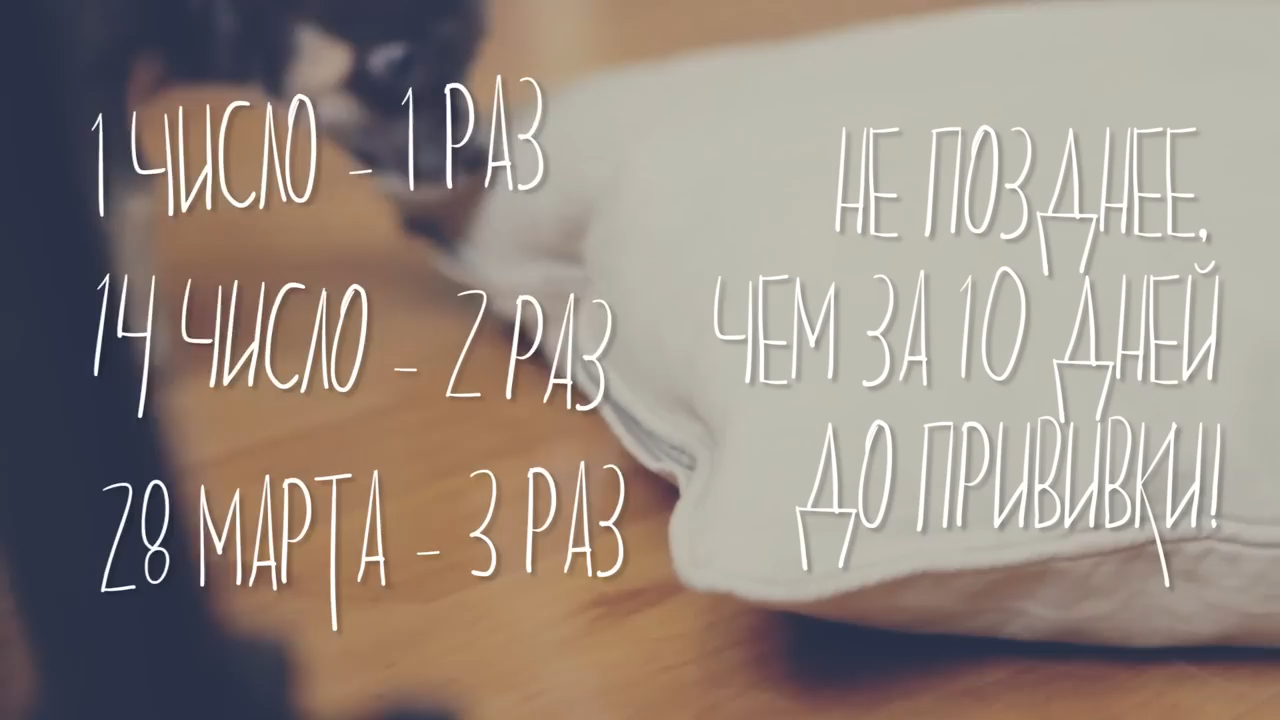 1 ЧИСЛО - 1 РАЗ
14 ЧИСЛО - 2 РАЗ
28 МАРТА - 3 РАЗ
НЕ ПОЗДНЕЕ,
ЧЕМ ЗА 10 ДНЕЙ
ДО ПРИВИВКИ!